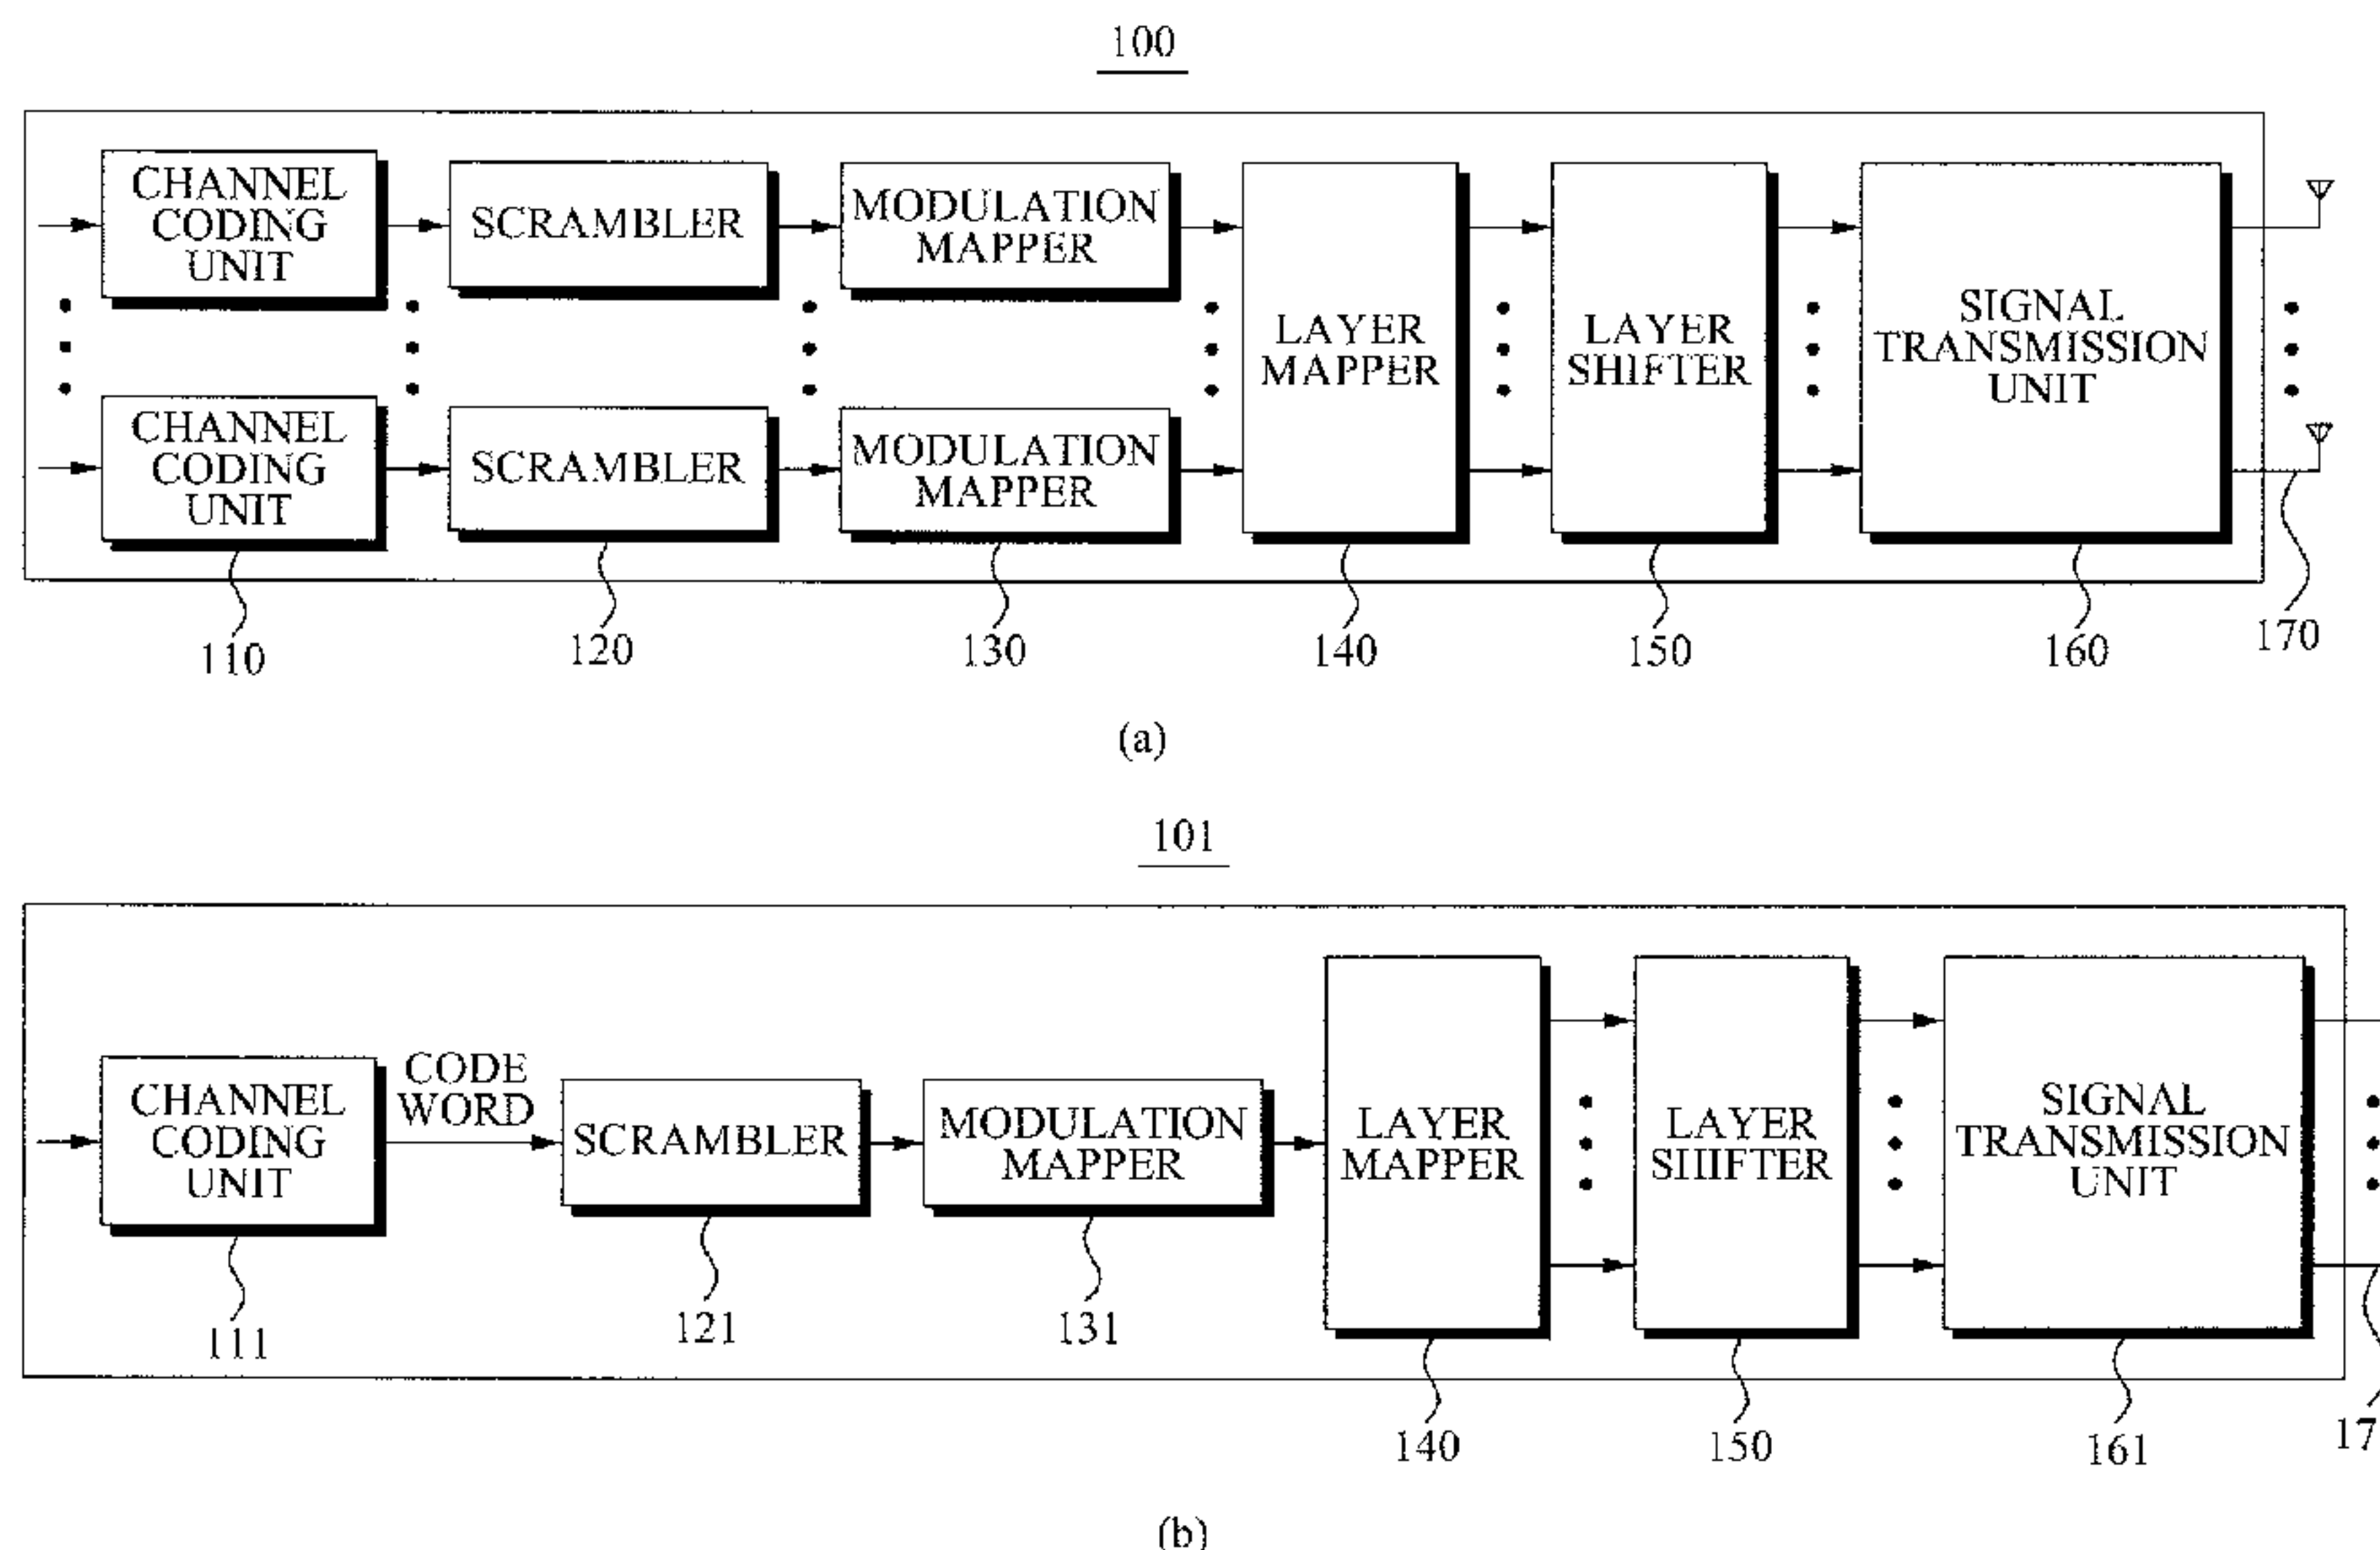 100
CHANNEL
CODING
UNIT
SCRAMBLER
MODULATION
MAPPER
LAYER
MAPPER
LAYER
SHIFTER
SIGNAL
TRANSMISSION
UNIT
CHANNEL
CODING
UNIT
SCRAMBLER
MODULATION
MAPPER
110
120
130
140
150
160
170
(a)
101
CHANNEL
CODING
UNIT
CODE
WORD
SCRAMBLER
MODULATION
MAPPER
LAYER
MAPPER
LAYER
SHIFTER
SIGNAL
TRANSMISSION
UNIT
111
121
131
140
150
161
17
(b)